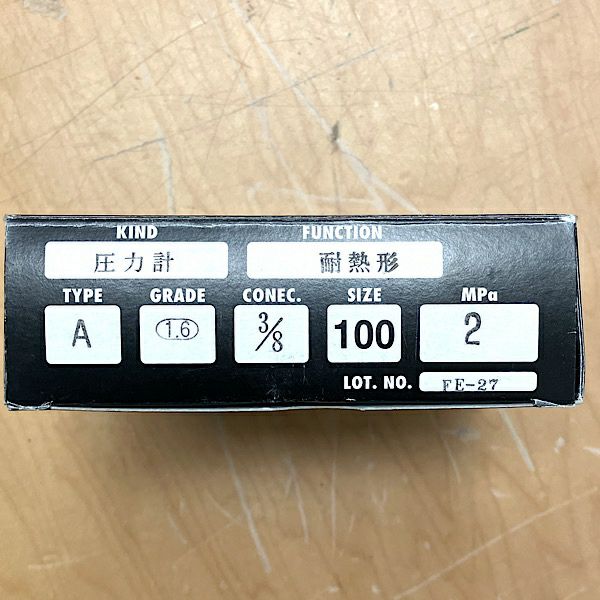 KIND FUNCTION
圧力計 耐熱形
TYPE GRADE CONEC. SIZE MPa
A 1.6 3/8 100 2
LOT. NO. FE-27